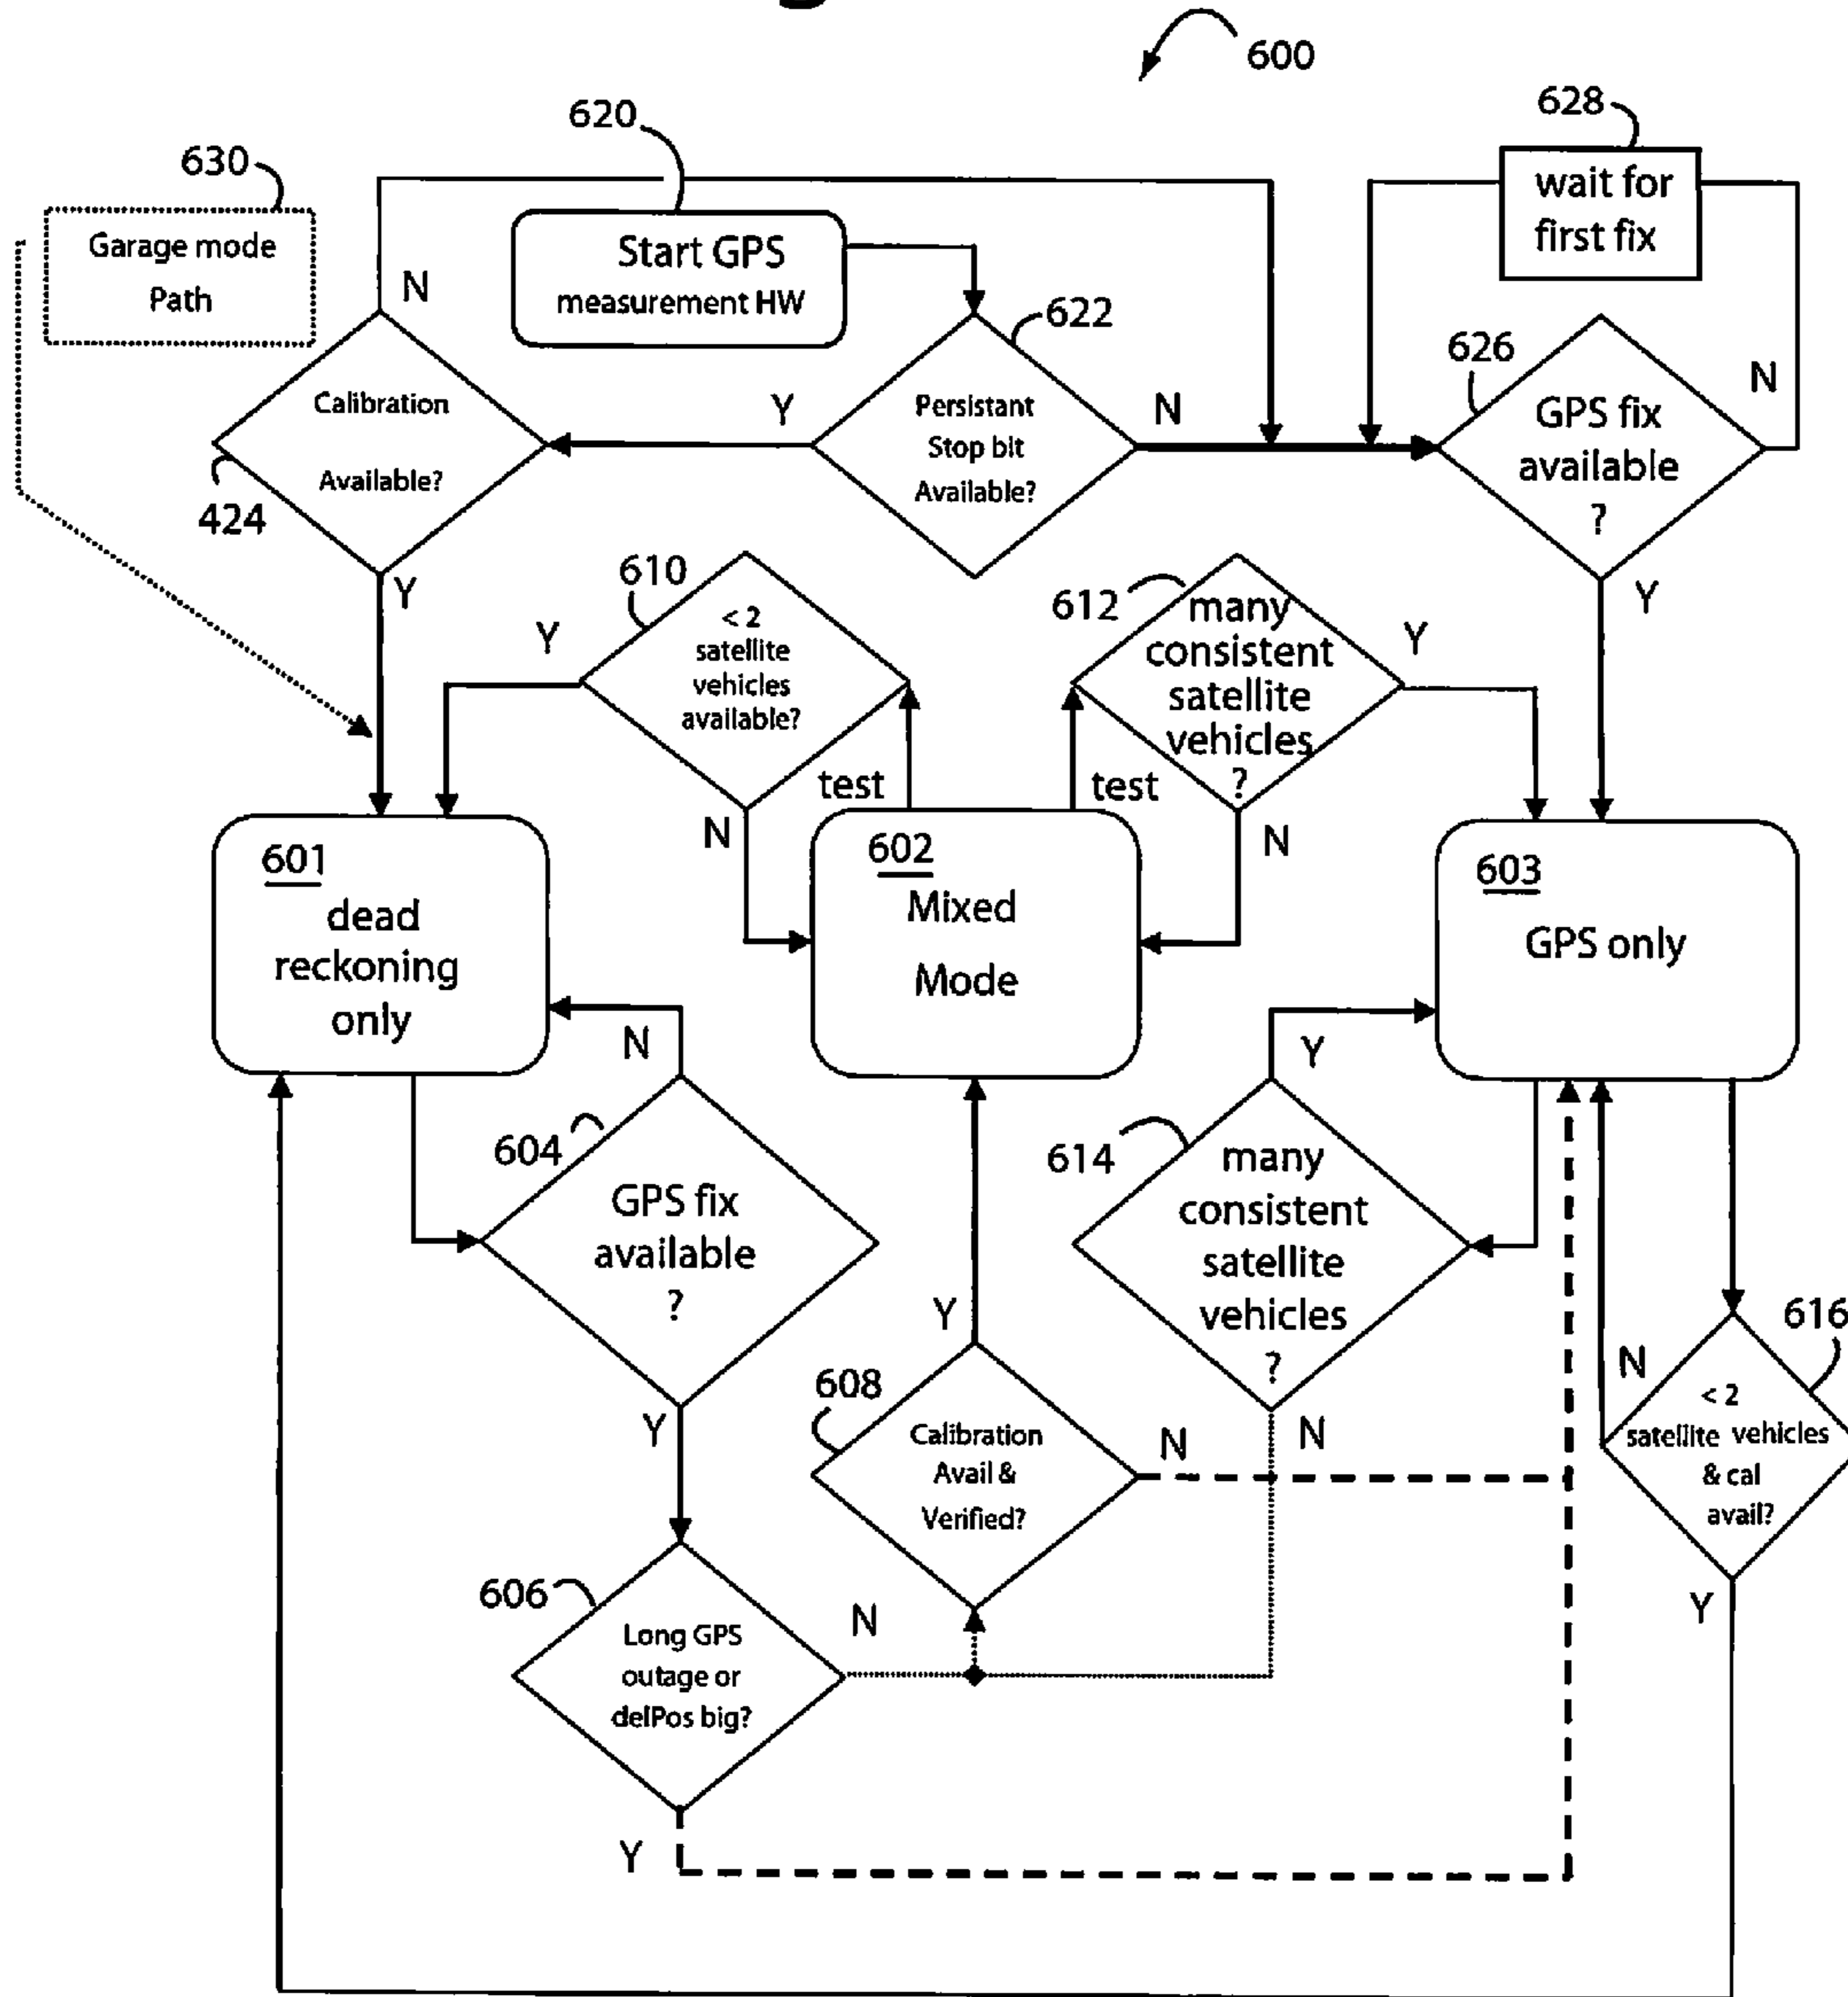 600
620
628
630
wait for
first fix
Garage mode
Path
Start GPS
measurement HW
N
622
626
N
Calibration
Available?
424
Y
Persistant
Stop bit
Available?
N
GPS fix
available
?
Y
Y
610
< 2
satellite
vehicles
available?
Y
612
many
consistent
satellite
vehicles
?
Y
test
test
N
N
601
dead
reckoning
only
602
Mixed
Mode
603
GPS only
N
Y
604
GPS fix
available
?
614
many
consistent
satellite
vehicles
?
Y
Y
N
616
N
< 2
satellite vehicles
& cal
avail?
608
Calibration
Avail &
Verified?
N
606
Long GPS
outage or
delPos big?
N
Y
Y